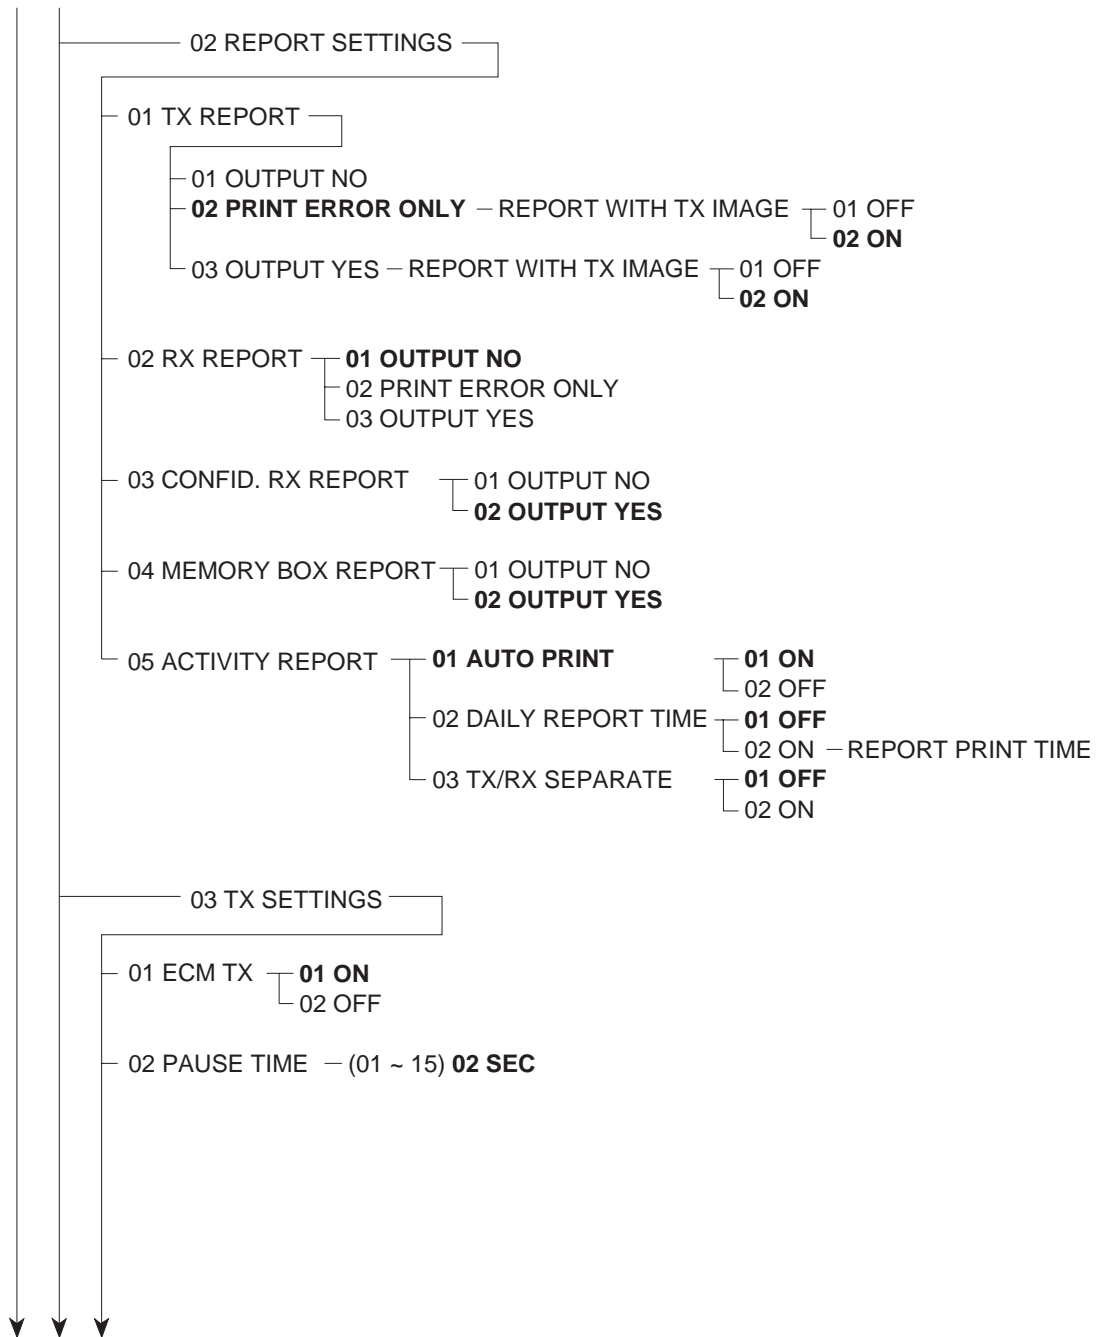 02 REPORT SETTINGS
01 TX REPORT
01 OUTPUT NO
02 PRINT ERROR ONLY REPORT WITH TX IMAGE 01 OFF
02 ON
03 OUTPUT YES REPORT WITH TX IMAGE 01 OFF
02 ON
02 RX REPORT 01 OUTPUT NO
02 PRINT ERROR ONLY
03 OUTPUT YES
03 CONFID. RX REPORT 01 OUTPUT NO
02 OUTPUT YES
04 MEMORY BOX REPORT 01 OUTPUT NO
02 OUTPUT YES
05 ACTIVITY REPORT 01 AUTO PRINT 01 ON
02 OFF
02 DAILY REPORT TIME 01 OFF
02 ON REPORT PRINT TIME
03 TX/RX SEPARATE 01 OFF
02 ON
03 TX SETTINGS
01 ECM TX 01 ON
02 OFF
02 PAUSE TIME (01 ~ 15) 02 SEC